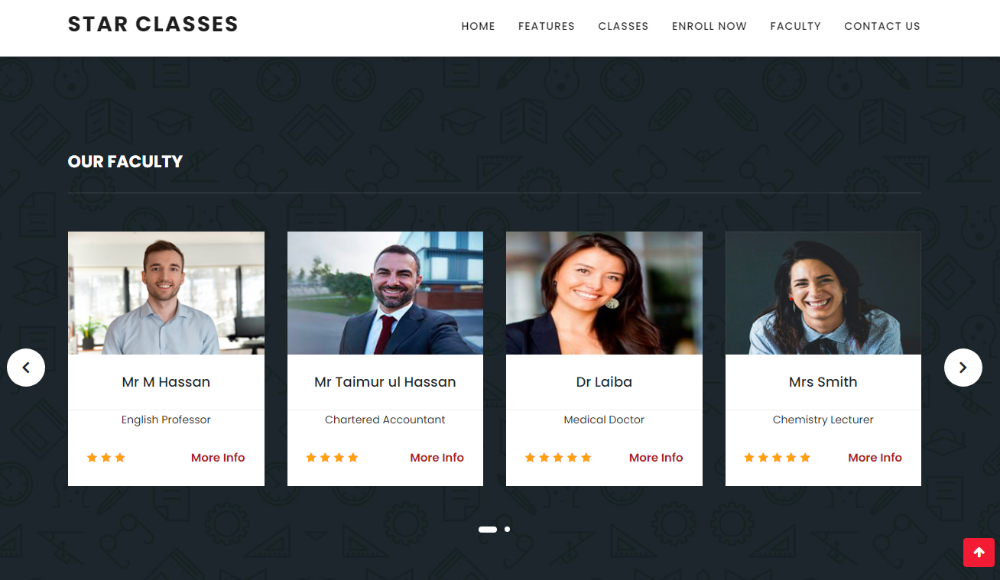 STAR CLASSES
HOME FEATURES CLASSES ENROLL NOW FACULTY CONTACT US
OUR FACULTY
Mr M Hassan
English Professor
More Info
Mr Taimur ul Hassan
Chartered Accountant
More Info
Dr Laiba
Medical Doctor
More Info
Mrs Smith
Chemistry Lecturer
More Info